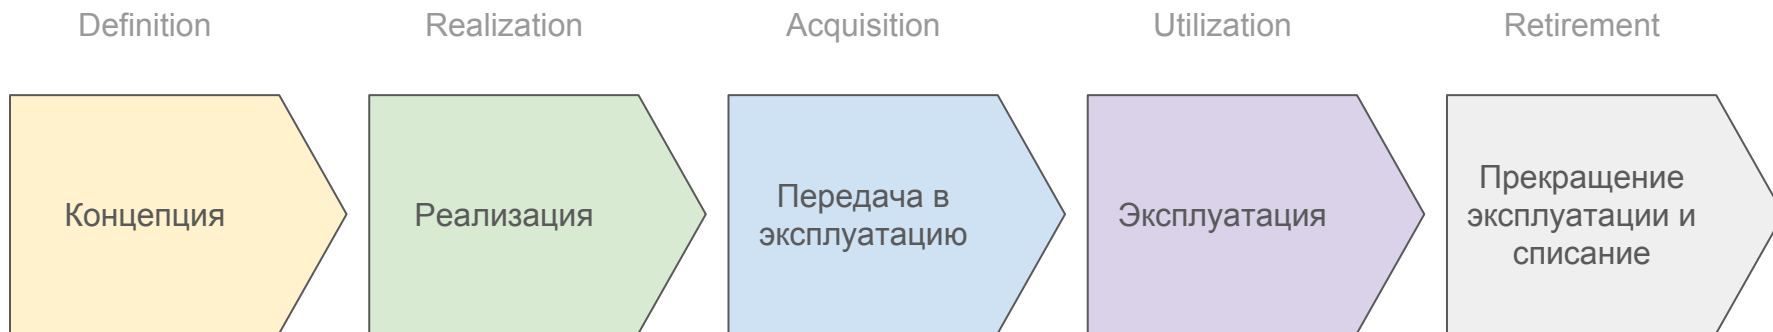 Definition
Realization
Acquisition
Utilization
Retirement
Концепция
Реализация
Передача в
эксплуатацию
Эксплуатация
Прекращение
эксплуатации и
списание